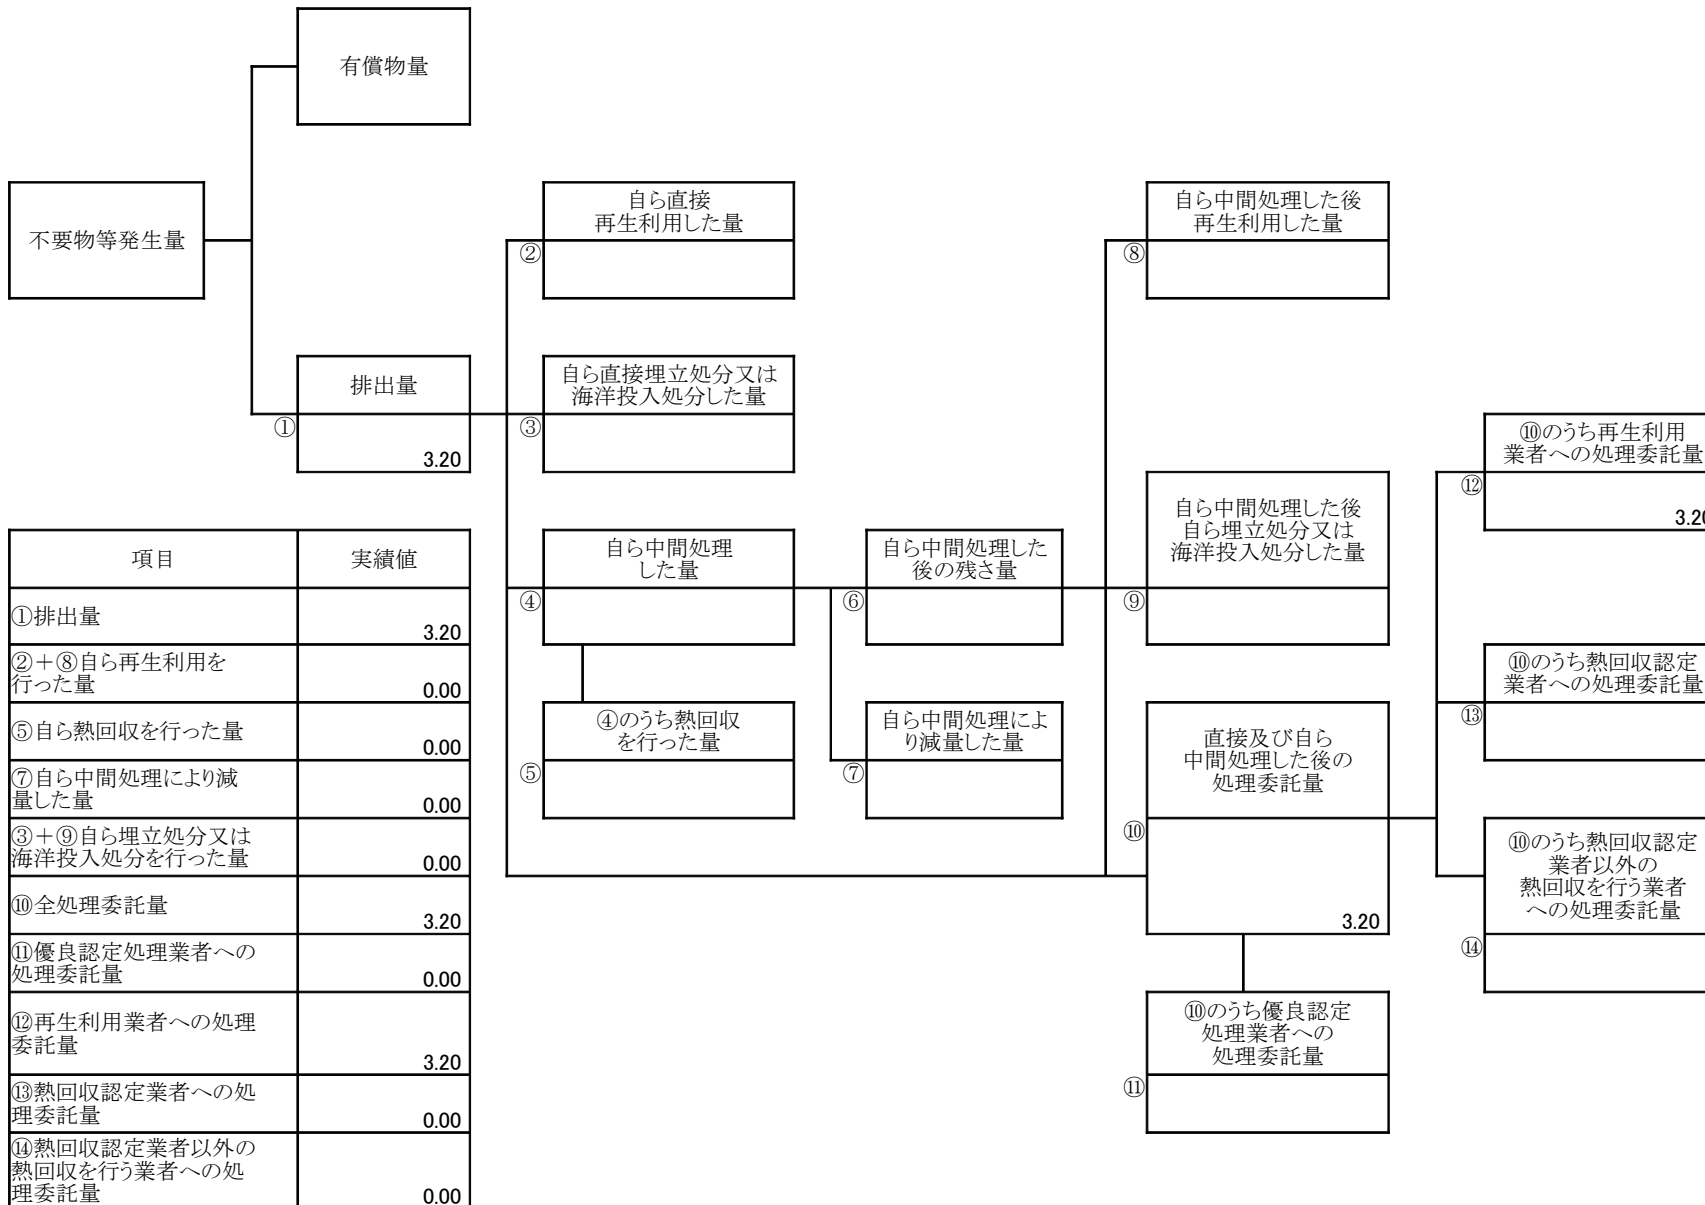 有償物量
不要物等発生量
自ら直接
再生利用した量
②
自ら中間処理した後
再生利用した量
⑧
排出量
①
3.20
自ら直接埋立処分又は
海洋投入処分した量
③
⑩のうち再生利用
業者への処理委託量
⑫
3.20
自ら中間処理した後
自ら埋立処分又は
海洋投入処分した量
⑨
自ら中間処理
した量
④
自ら中間処理した
後の残さ量
⑥
⑩のうち熱回収認定
業者への処理委託量
⑬
④のうち熱回収
を行った量
⑤
自ら中間処理によ
り減量した量
⑦
直接及び自ら
中間処理した後の
処理委託量
⑩
3.20
⑩のうち熱回収認定
業者以外の
熱回収を行う業者
への処理委託量
⑭
⑩のうち優良認定
処理業者への
処理委託量
⑪
項目 実績値
①排出量 3.20
②+⑧自ら再生利用を
行った量 0.00
⑤自ら熱回収を行った量 0.00
⑦自ら中間処理により減
量した量 0.00
③+⑨自ら埋立処分又は
海洋投入処分を行った量 0.00
⑩全処理委託量 3.20
⑪優良認定処理業者への
処理委託量 0.00
⑫再生利用業者への処理
委託量 3.20
⑬熱回収認定業者への処
理委託量 0.00
⑭熱回収認定業者以外の
熱回収を行う業者への処
理委託量 0.00